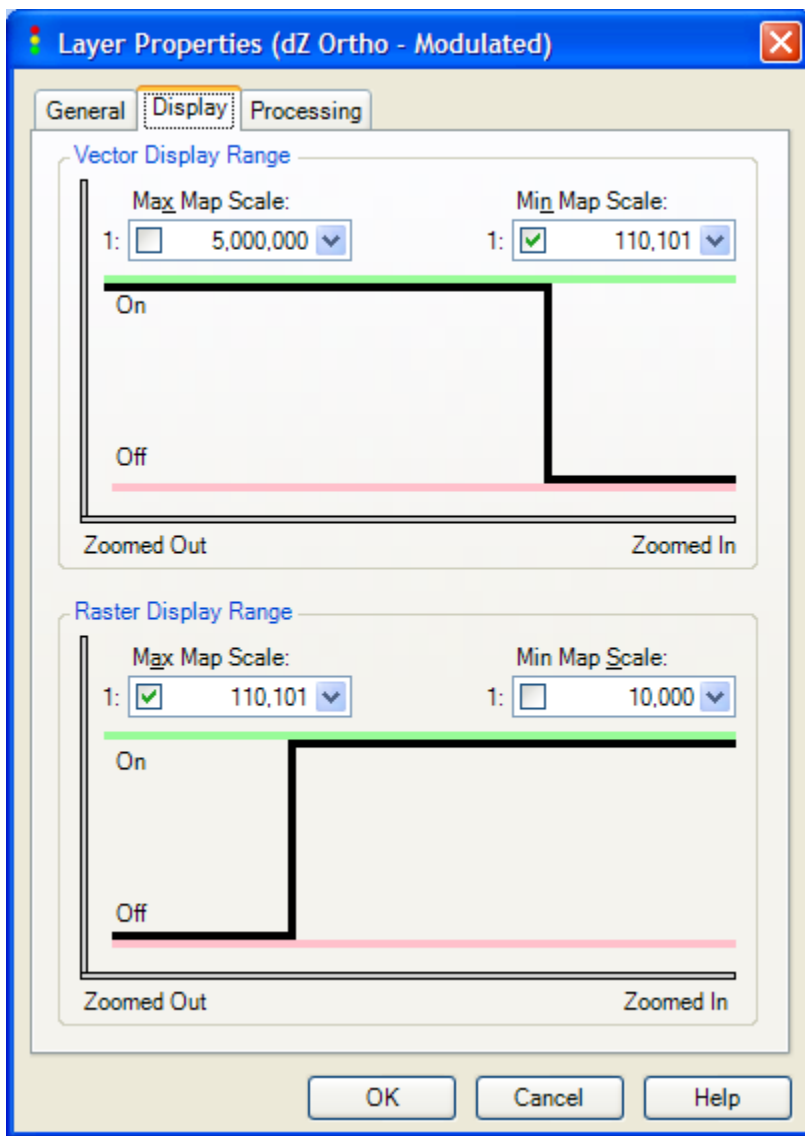 Layer Properties (dZ Ortho - Modulated)
General Display Processing
Vector Display Range
Max Map Scale: Min Map Scale:
1: 5,000,000 1: 110,101
On
Off
Zoomed Out Zoomed In
Raster Display Range
Max Map Scale: Min Map Scale:
1: 110,101 1: 10,000
On
Off
Zoomed Out Zoomed In
OK Cancel Help